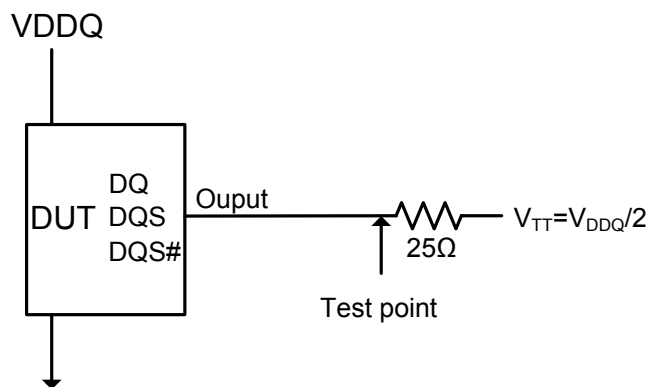 VDDQ
DUT
DQ
DQS
DQS#
Ouput
25Ω
V_TT=V_DDQ/2
Test point